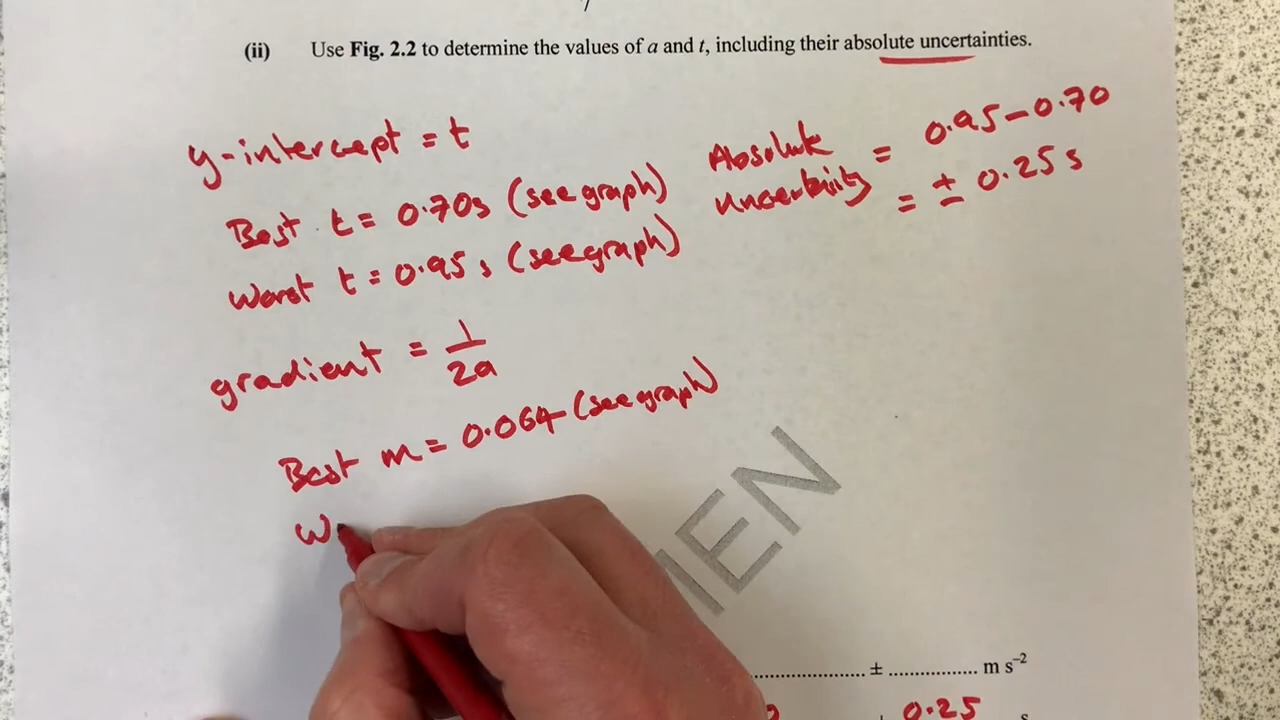 (ii) Use Fig. 2.2 to determine the values of a and t, including their absolute uncertainties.
y-intercept = t
Best t = 0.70s (see graph)
Worst t = 0.95 s (see graph)
Absolute uncertainty = 0.95 - 0.70
= ± 0.25 s
gradient = 1/2a
Best m = 0.064 (see graph)
W
MEN
± m s⁻²
0.25 s